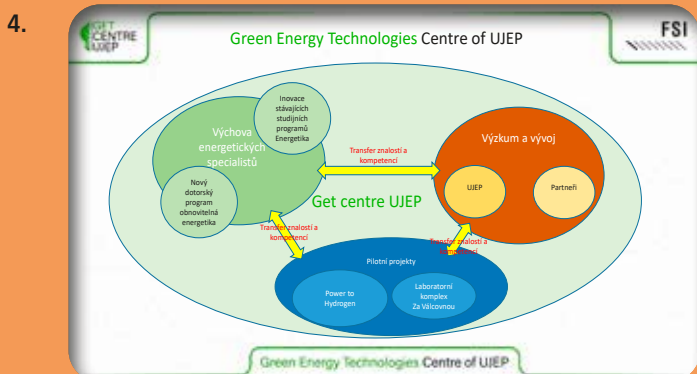 4.
GET
CENTRE
UJEP
Green Energy Technologies Centre of UJEP
FSI
Inovace
stávajících
studijních
programů
Energetika
Výchova
energetických
specialistů
Nový
dotorský
program
obnovitelná
energetika
Transfer znalostí a
kompetencí
Výzkum a vývoj
UJEP
Partneři
Get centre UJEP
Transfer znalostí a
kompetencí
Transfer znalostí a
kompetencí
Pilotní projekty
Power to
Hydrogen
Laboratorní
komplex
Za Válcovnou
Green Energy Technologies Centre of UJEP